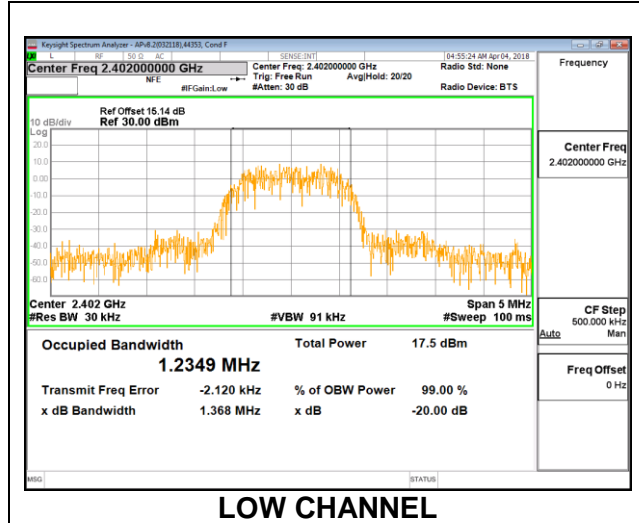 Keysight Spectrum Analyzer - APv8.2(032118),44353, Cond F
L RF 50 Ω AC SENSE:INT 04:55:24 AM Apr 04, 2018
Center Freq 2.402000000 GHz Center Freq: 2.402000000 GHz Radio Std: None Frequency
NFE Trig: Free Run Avg|Hold: 20/20
#IFGain:Low #Atten: 30 dB Radio Device: BTS
Ref Offset 15.14 dB
10 dB/div Ref 30.00 dBm
Log
20.0
10.0
0.00
-10.0
-20.0
-30.0
-40.0
-50.0
-60.0
Center Freq
2.402000000 GHz
Center 2.402 GHz Span 5 MHz
#Res BW 30 kHz #VBW 91 kHz #Sweep 100 ms
CF Step
500.000 kHz
Auto Man
Occupied Bandwidth Total Power 17.5 dBm
1.2349 MHz
Freq Offset
0 Hz
Transmit Freq Error -2.120 kHz % of OBW Power 99.00 %
x dB Bandwidth 1.368 MHz x dB -20.00 dB
MSG STATUS
LOW CHANNEL